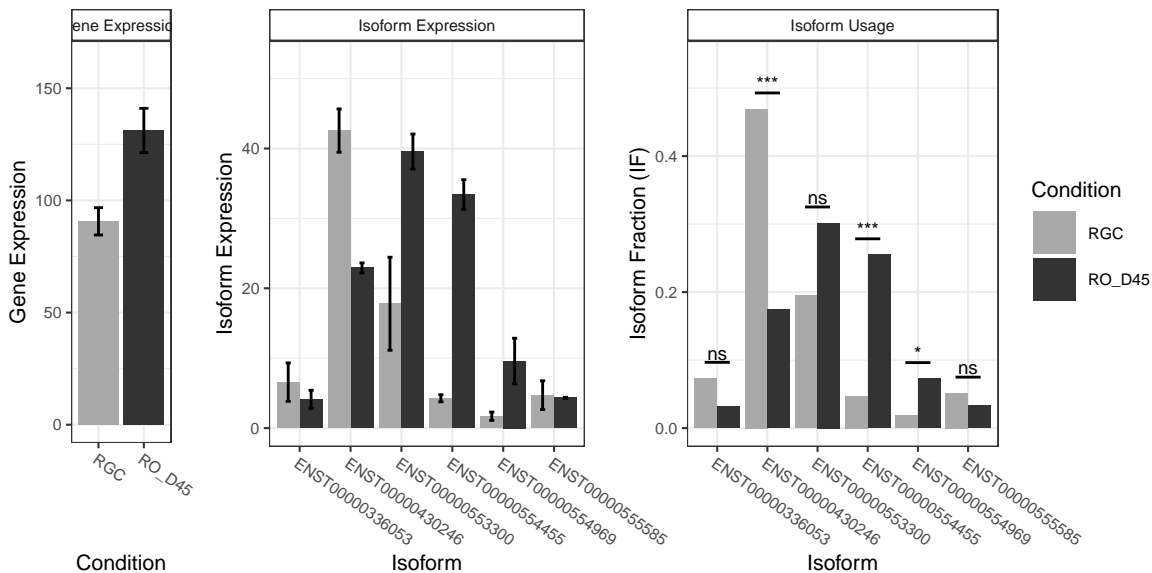 ene Expressio
Gene Expression
150
100
50
0
RGC
RO_D45
Condition
Isoform Expression
Isoform Expression
40
20
0
ENST00000336053
ENST00000430246
ENST00000553300
ENST00000554455
ENST00000554969
ENST00000555585
Isoform
Isoform Usage
Isoform Fraction (IF)
0.4
0.2
0.0
ns
***
ns
***
*
ns
ENST00000336053
ENST00000430246
ENST00000553300
ENST00000554455
ENST00000554969
ENST00000555585
Isoform
Condition
RGC
RO_D45